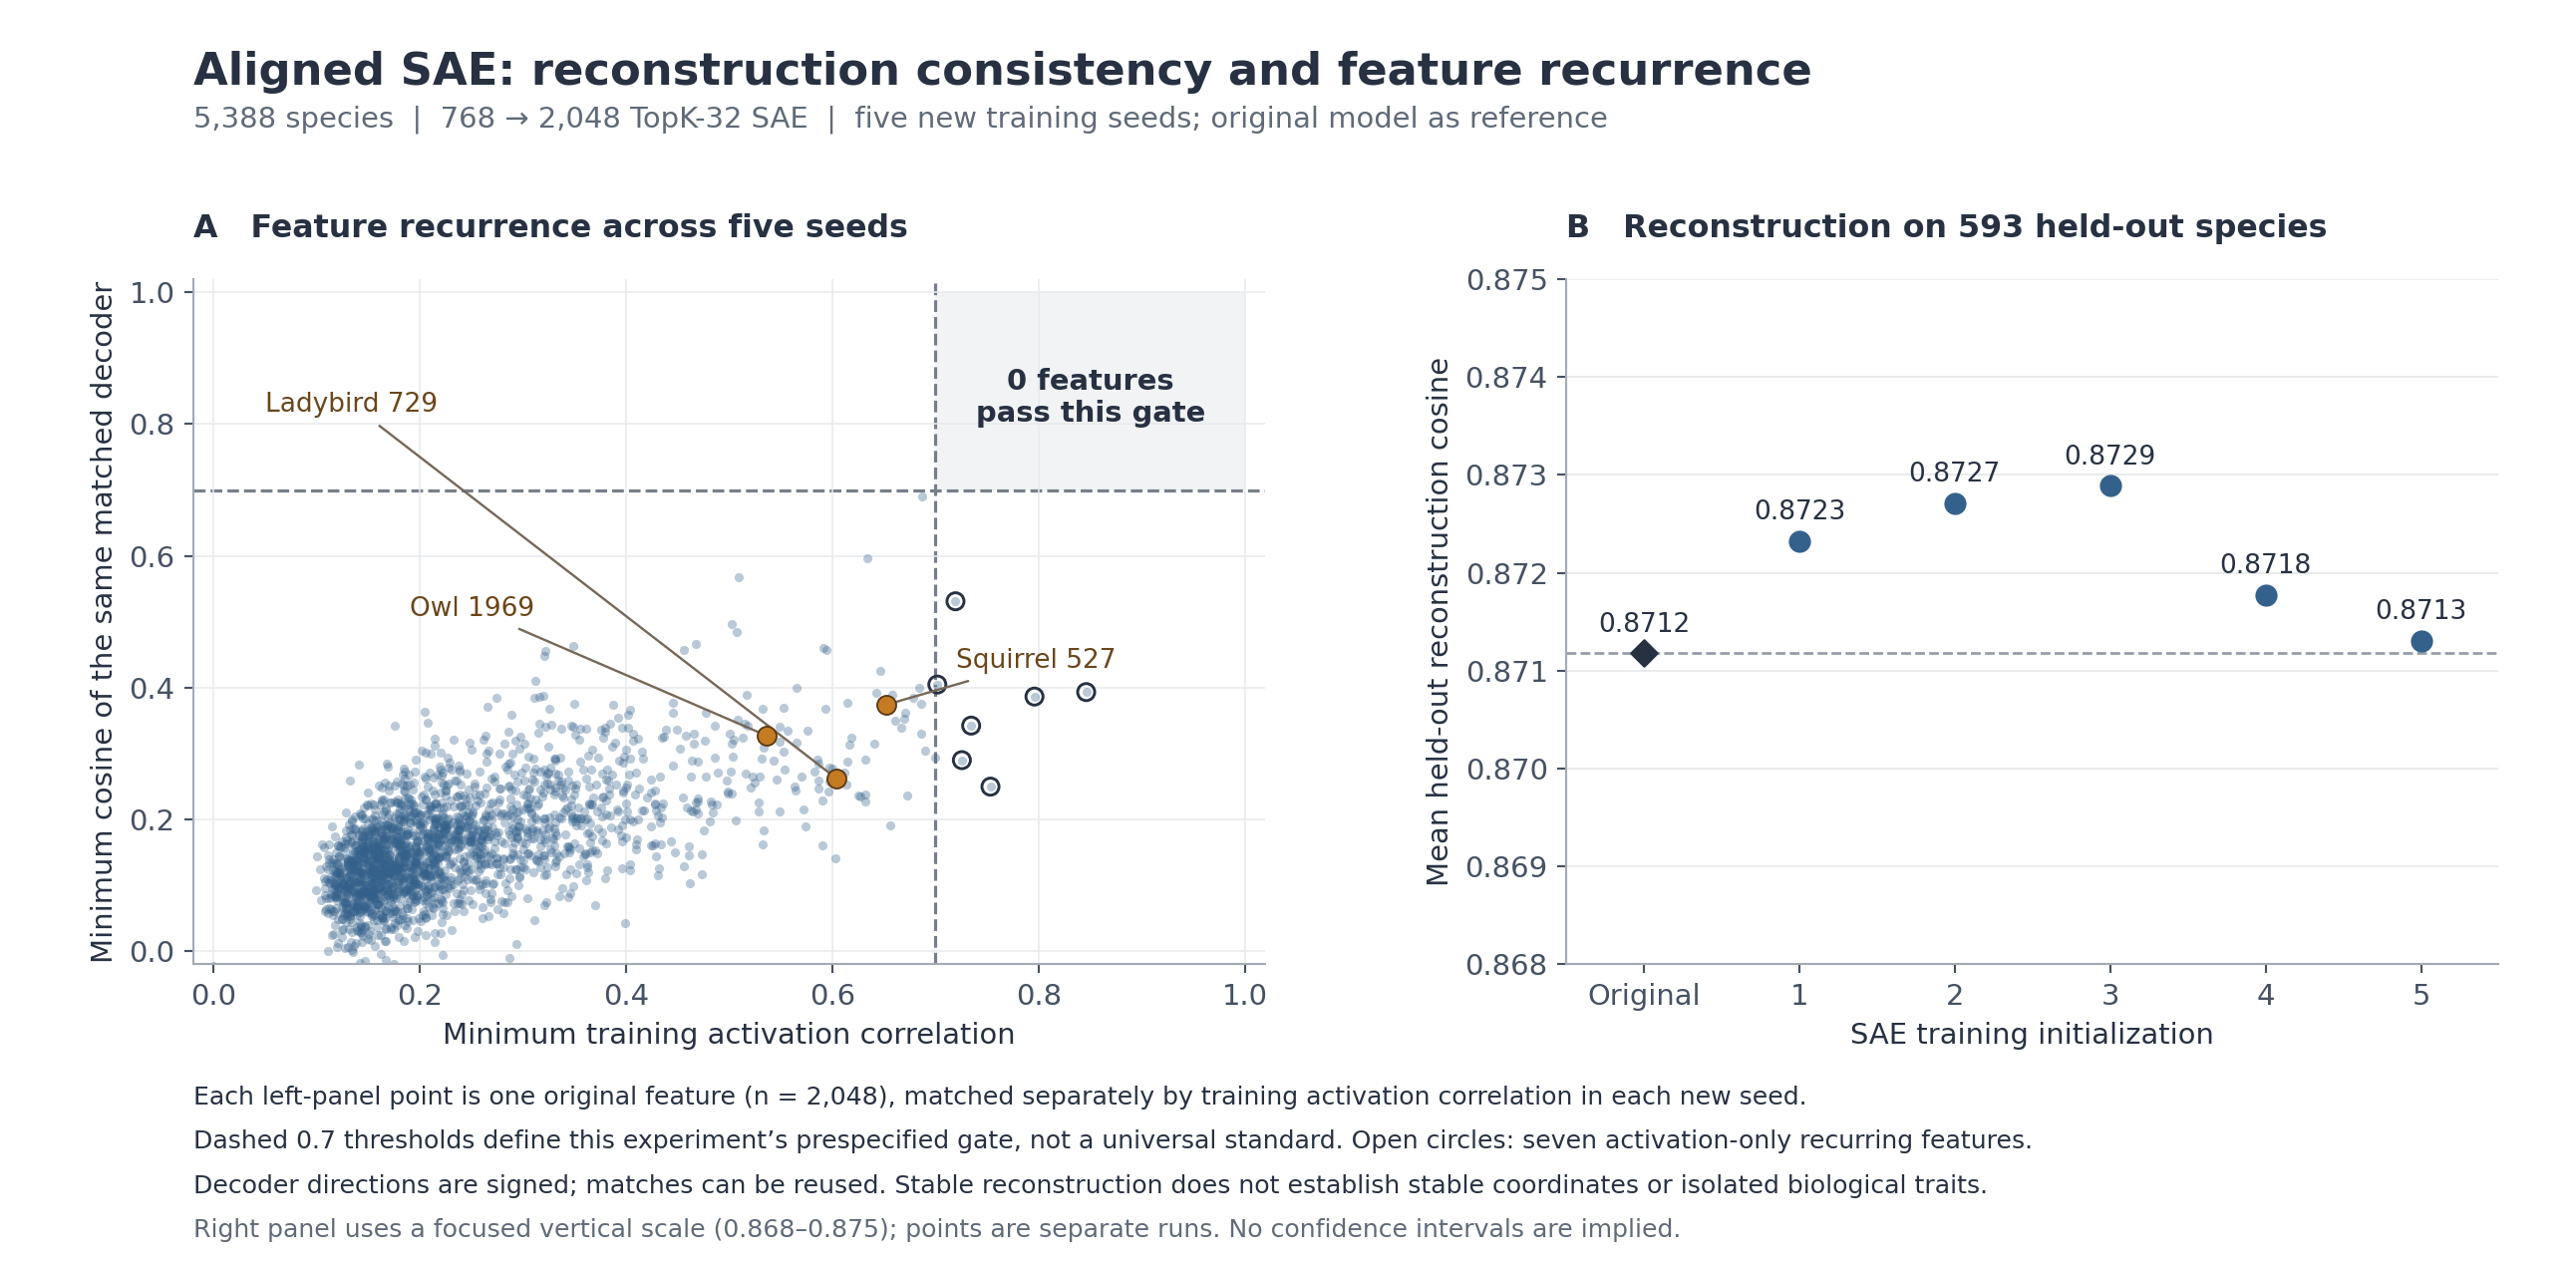 Aligned SAE: reconstruction consistency and feature recurrence
5,388 species | 768 → 2,048 TopK-32 SAE | five new training seeds; original model as reference
A Feature recurrence across five seeds
Minimum cosine of the same matched decoder
1.0
0.8
0.6
0.4
0.2
0.0
Ladybird 729
Owl 1969
Squirrel 527
0 features
pass this gate
0.0 0.2 0.4 0.6 0.8 1.0
Minimum training activation correlation
B Reconstruction on 593 held-out species
Mean held-out reconstruction cosine
0.875
0.874
0.873
0.872
0.871
0.870
0.869
0.868
0.8712
0.8723
0.8727
0.8729
0.8718
0.8713
Original 1 2 3 4 5
SAE training initialization
Each left-panel point is one original feature (n = 2,048), matched separately by training activation correlation in each new seed.
Dashed 0.7 thresholds define this experiment’s prespecified gate, not a universal standard. Open circles: seven activation-only recurring features.
Decoder directions are signed; matches can be reused. Stable reconstruction does not establish stable coordinates or isolated biological traits.
Right panel uses a focused vertical scale (0.868–0.875); points are separate runs. No confidence intervals are implied.